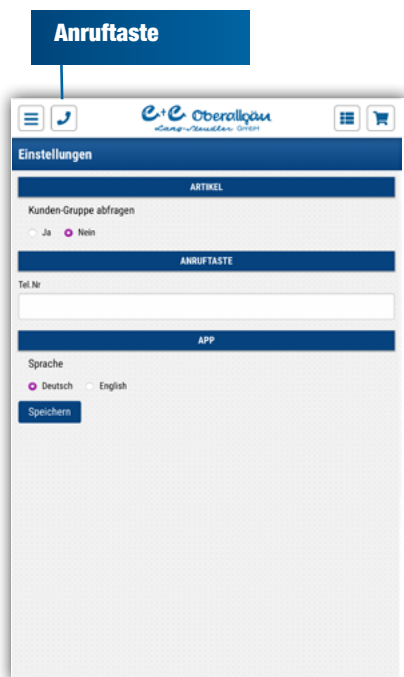 Anruftaste
C+C Oberallgäu
Lang-Neudler GmbH
Einstellungen
ARTIKEL
Kunden-Gruppe abfragen
Ja Nein
ANRUFTASTE
Tel.Nr
APP
Sprache
Deutsch English
Speichern